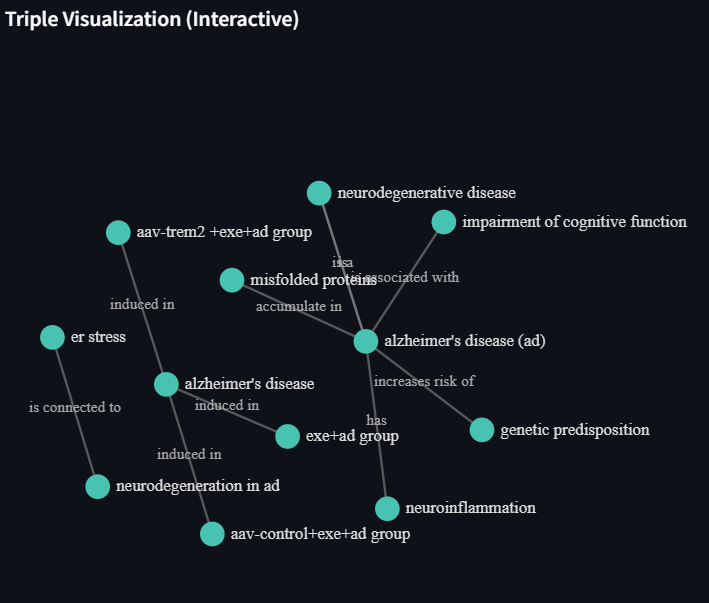 Triple Visualization (Interactive)
neurodegenerative disease
impairment of cognitive function
aav-trem2 +exe+ad group
is a
is associated with
misfolded proteins
induced in
accumulate in
er stress
alzheimer's disease (ad)
alzheimer's disease
increases risk of
is connected to
induced in
has
genetic predisposition
exe+ad group
induced in
neurodegeneration in ad
neuroinflammation
aav-control+exe+ad group